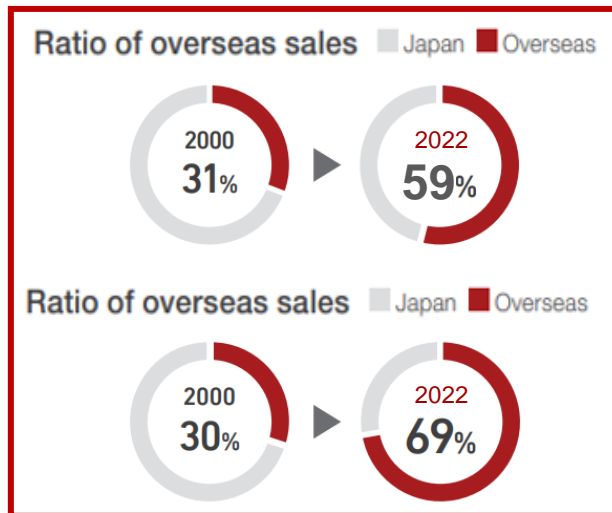 Ratio of overseas sales Japan Overseas
2000 2022
31% 59%
Ratio of overseas sales Japan Overseas
2000 2022
30% 69%